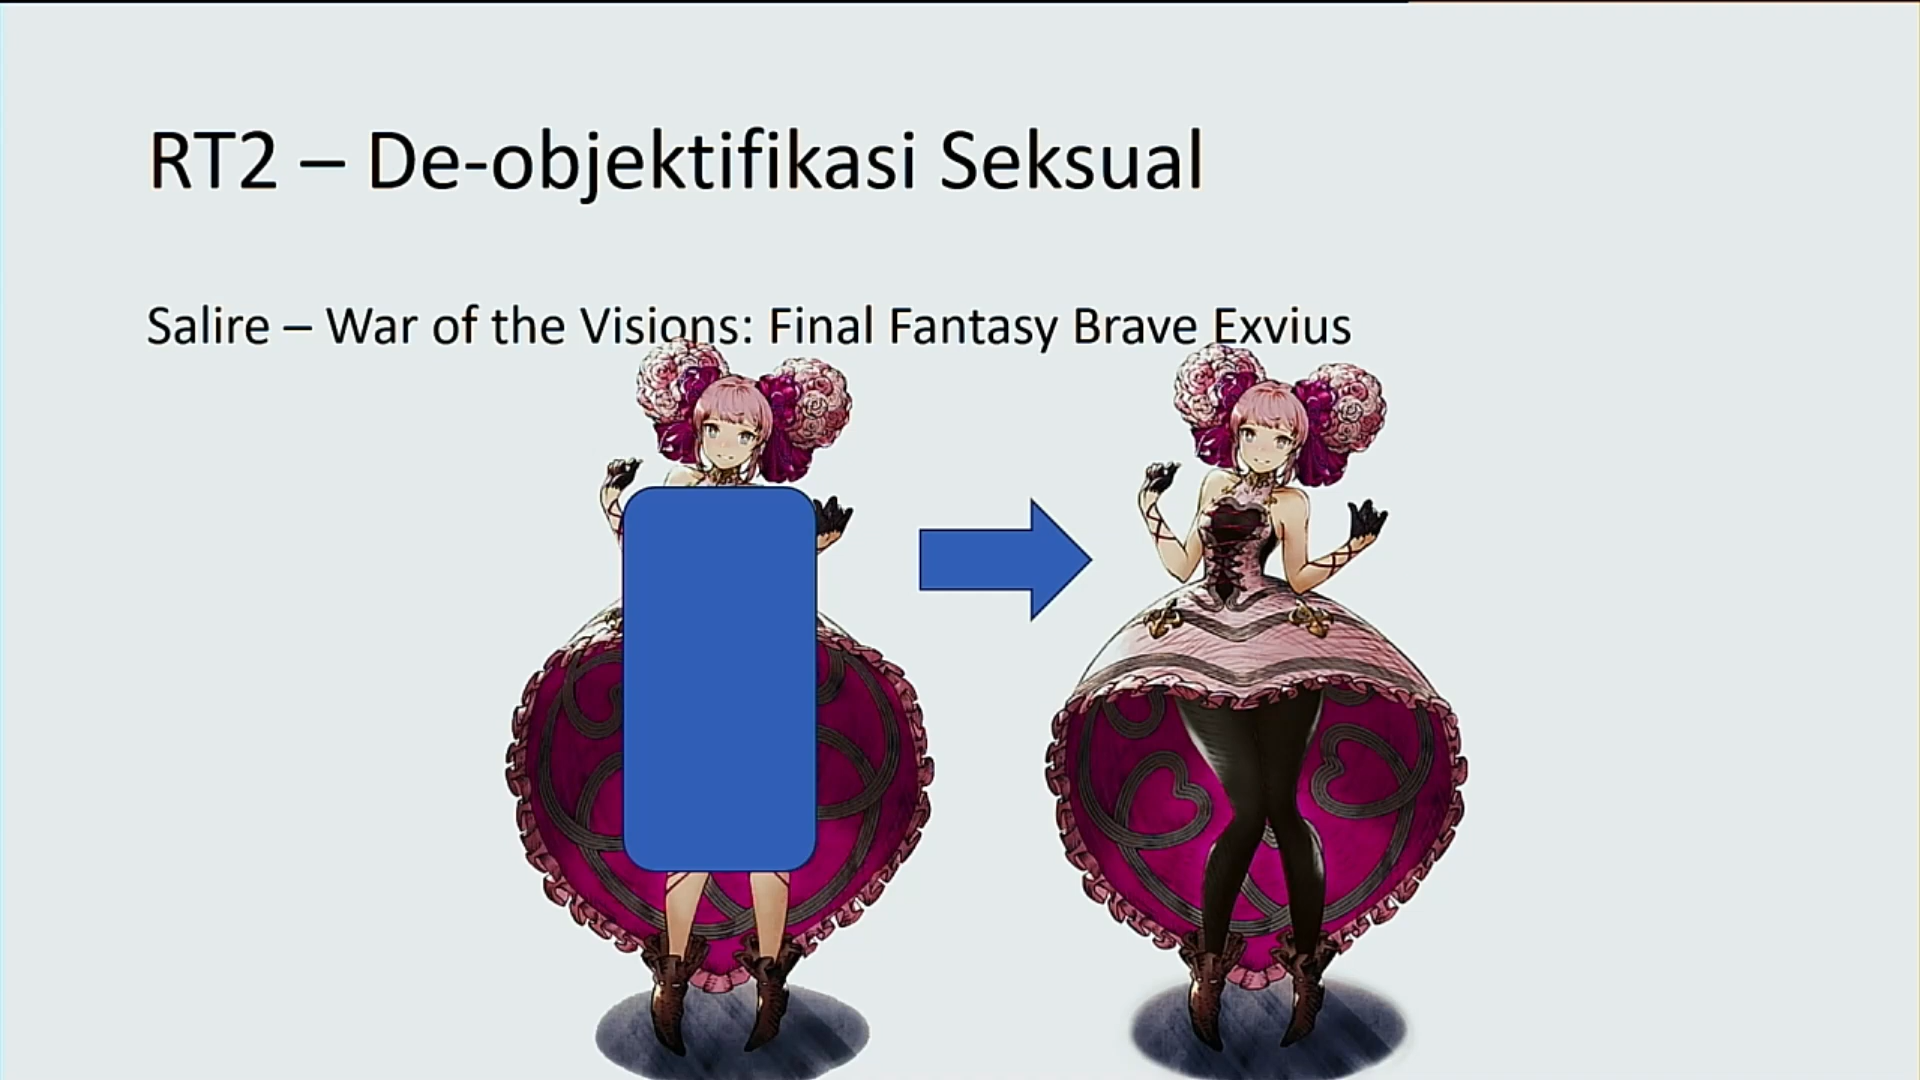 RT2 – De-objektifikasi Seksual
Salire – War of the Visions: Final Fantasy Brave Exvius